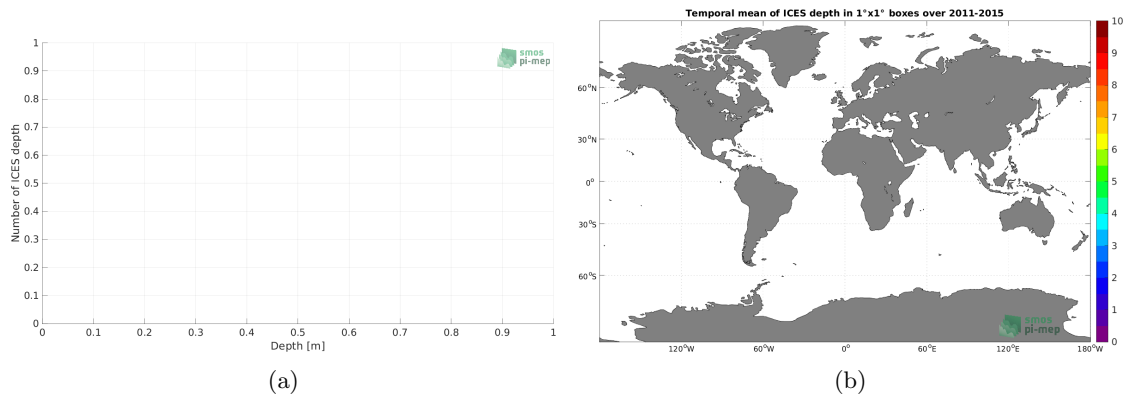 Temporal mean of ICES depth in 1°x1° boxes over 2011-2015
smos
pi-mep
Number of ICES depth
1
0.9
0.8
0.7
0.6
0.5
0.4
0.3
0.2
0.1
0
0 0.1 0.2 0.3 0.4 0.5 0.6 0.7 0.8 0.9 1
Depth [m]
(a)
60°N
30°N
0°
30°S
60°S
120°W 60°W 0° 60°E 120°E 180°W
smos
pi-mep
10
9
8
7
6
5
4
3
2
1
0
(b)